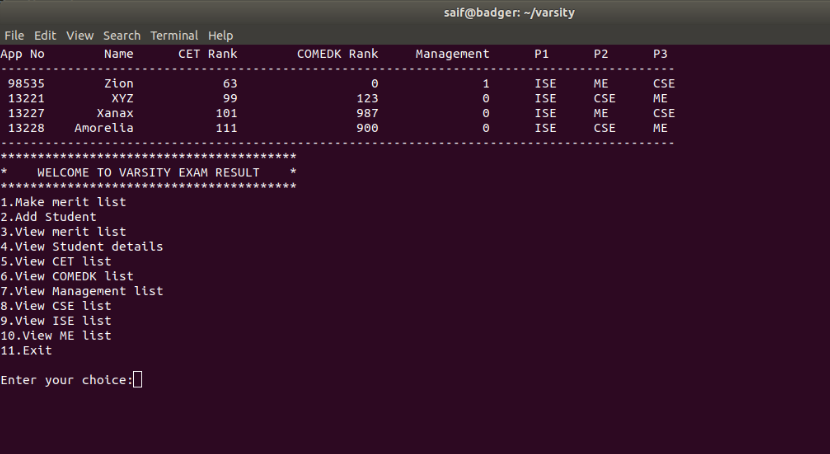 saif@badger: ~/varsity
File Edit View Search Terminal Help
App No        Name      CET Rank        COMEDK Rank     Management      P1      P2      P3
-------------------------------------------------------------------------------------------
 98535        Zion            63                  0              1      ISE     ME      CSE
 13221         XYZ            99                123              0      ISE     CSE     ME
 13227       Xanax           101                987              0      ISE     ME      CSE
 13228    Amorelia           111                900              0      ISE     CSE     ME
-------------------------------------------------------------------------------------------
****************************************
*    WELCOME TO VARSITY EXAM RESULT    *
****************************************
1.Make merit list
2.Add Student
3.View merit list
4.View Student details
5.View CET list
6.View COMEDK list
7.View Management list
8.View CSE list
9.View ISE list
10.View ME list
11.Exit
Enter your choice: